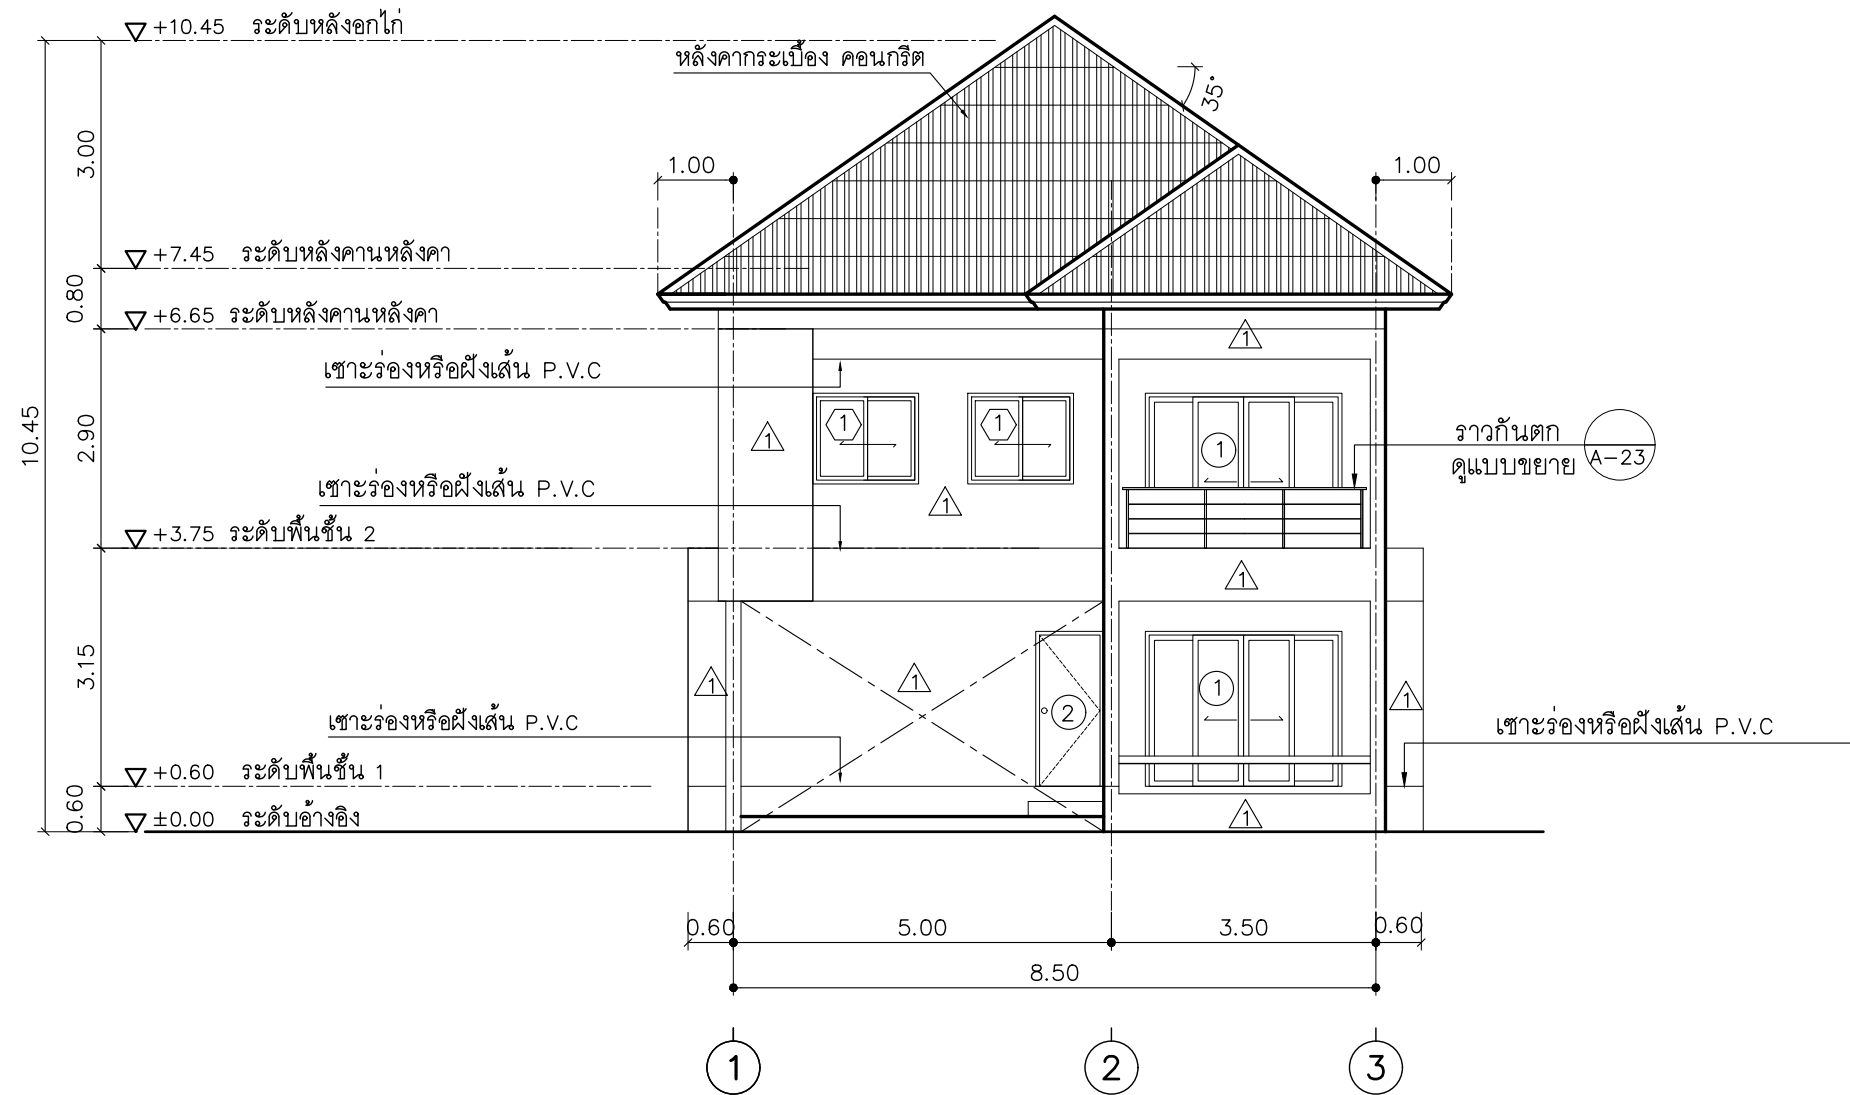 +10.45 ระดับหลังอกไก่
หลังคากระเบื้อง คอนกรีต
35°
3.00
1.00
1.00
+7.45 ระดับหลังคานหลังคา
0.80
+6.65 ระดับหลังคานหลังคา
1
เซาะร่องหรือฝังเส้น P.V.C
10.45
2.90
1
1
1
1
ราวกันตก
ดูแบบขยาย
A-23
เซาะร่องหรือฝังเส้น P.V.C
1
+3.75 ระดับพื้นชั้น 2
1
3.15
1
1
1
1
2
เซาะร่องหรือฝังเส้น P.V.C
เซาะร่องหรือฝังเส้น P.V.C
+0.60 ระดับพื้นชั้น 1
0.60
±0.00 ระดับอ้างอิง
1
0.60
5.00
3.50
0.60
8.50
1
2
3